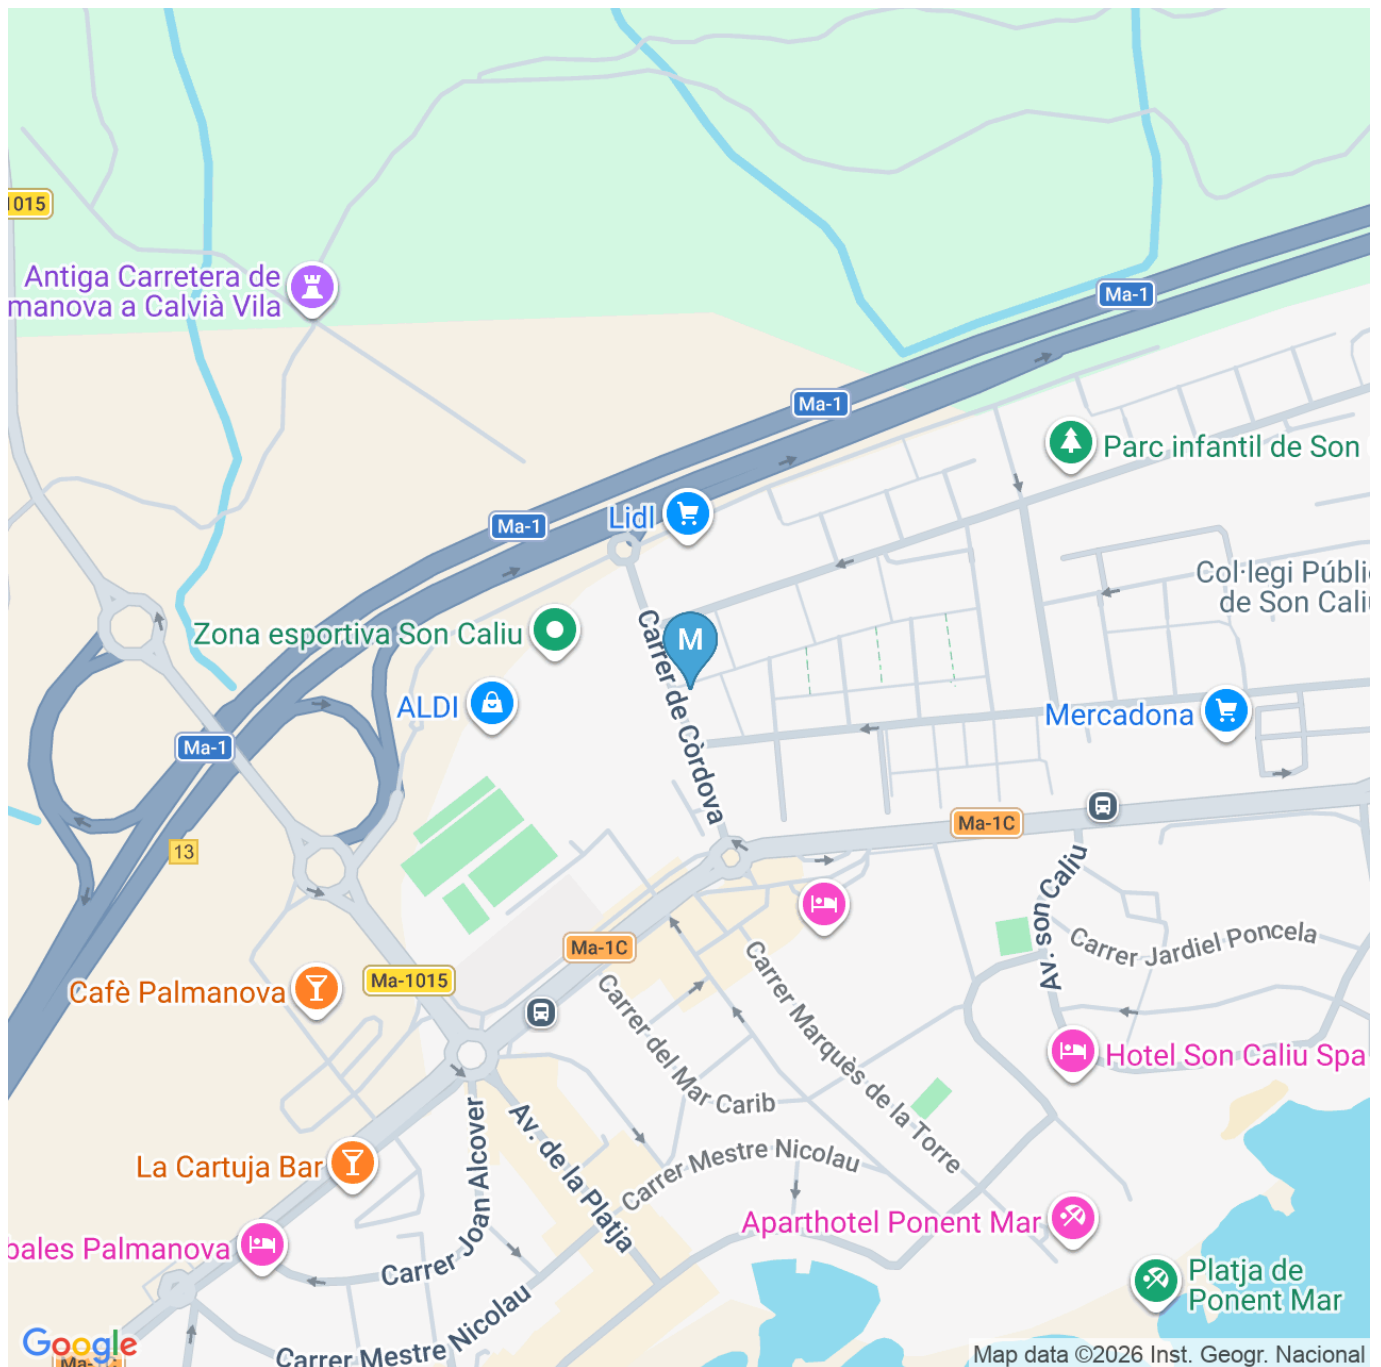 1015
Antiga Carretera de
manova a Calvià Vila
Ma-1
Ma-1
Parc infantil de Son
Lidl
Ma-1
Col·legi Públi
de Son Caliu
Zona esportiva Son Caliu
M
Carrer de Còrdova
ALDI
Mercadona
Ma-1
Ma-1C
13
Av. son Caliu
Carrer Jardiel Poncela
Ma-1C
Ma-1015
Cafè Palmanova
Carrer Marquès de la Torre
Carrer del Mar Carib
Hotel Son Caliu Spa
Carrer Joan Alcover
Av. de la Platja
La Cartuja Bar
Carrer Mestre Nicolau
Aparthotel Ponent Mar
bales Palmanova
Platja de
Ponent Mar
Carrer Mestre Nicolau
Google
Ma-1C
Map data ©2026 Inst. Geogr. Nacional